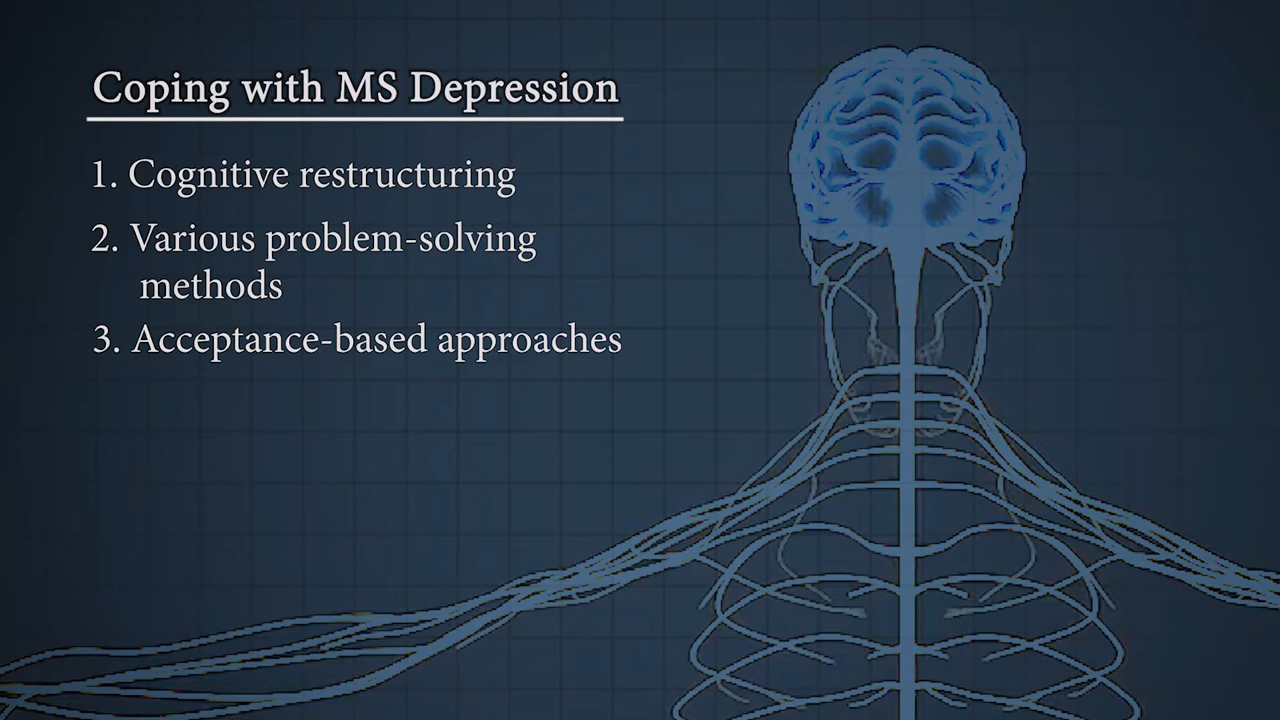 Coping with MS Depression
1. Cognitive restructuring
2. Various problem-solving
methods
3. Acceptance-based approaches